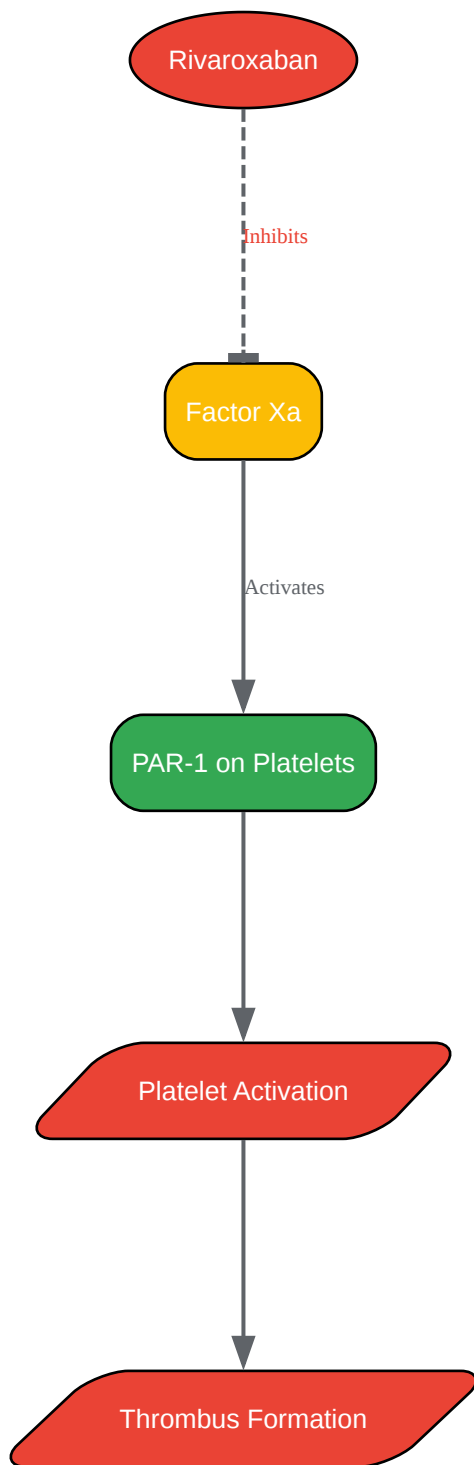 Rivaroxaban
Inhibits
Factor Xa
Activates
PAR-1 on Platelets
Platelet Activation
Thrombus Formation